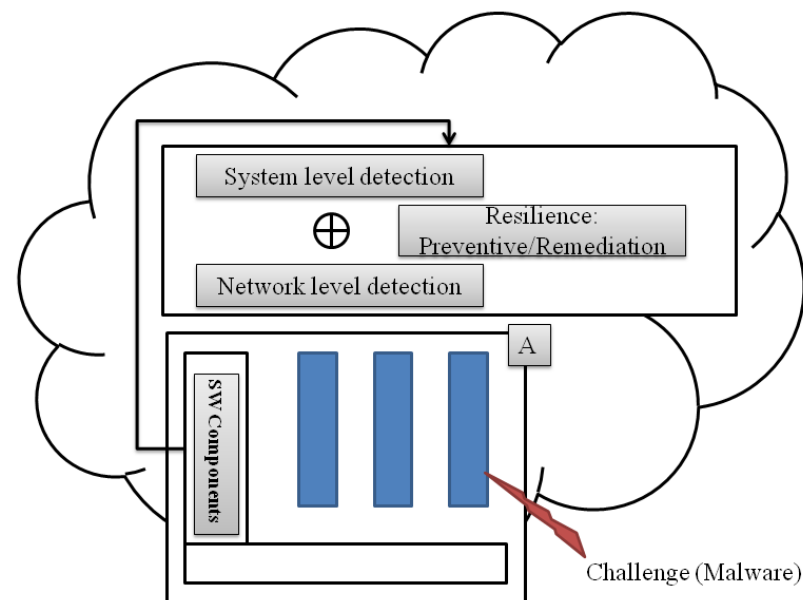 System level detection
Resilience:
Preventive/Remediation
Network level detection
A
SW Components
Challenge (Malware)